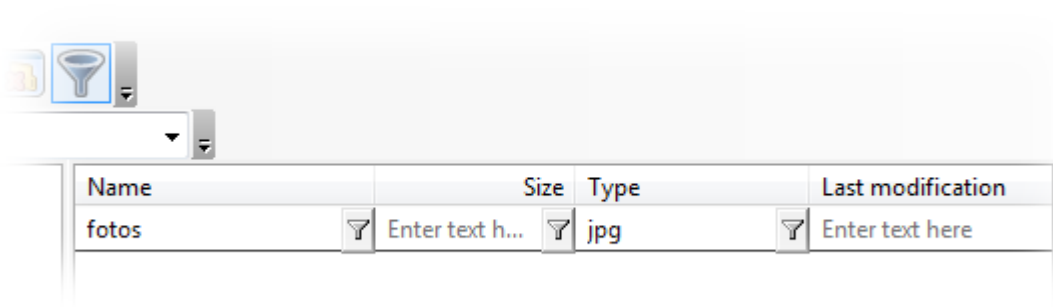 Name Size Type Last modification
fotos Enter text h... jpg Enter text here